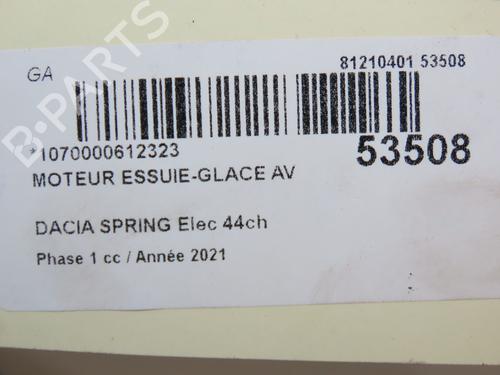 GA
81210401 53508
*1070000612323
53508
MOTEUR ESSUIE-GLACE AV
DACIA SPRING Elec 44ch
Phase 1 cc / Année 2021
B-PARTS